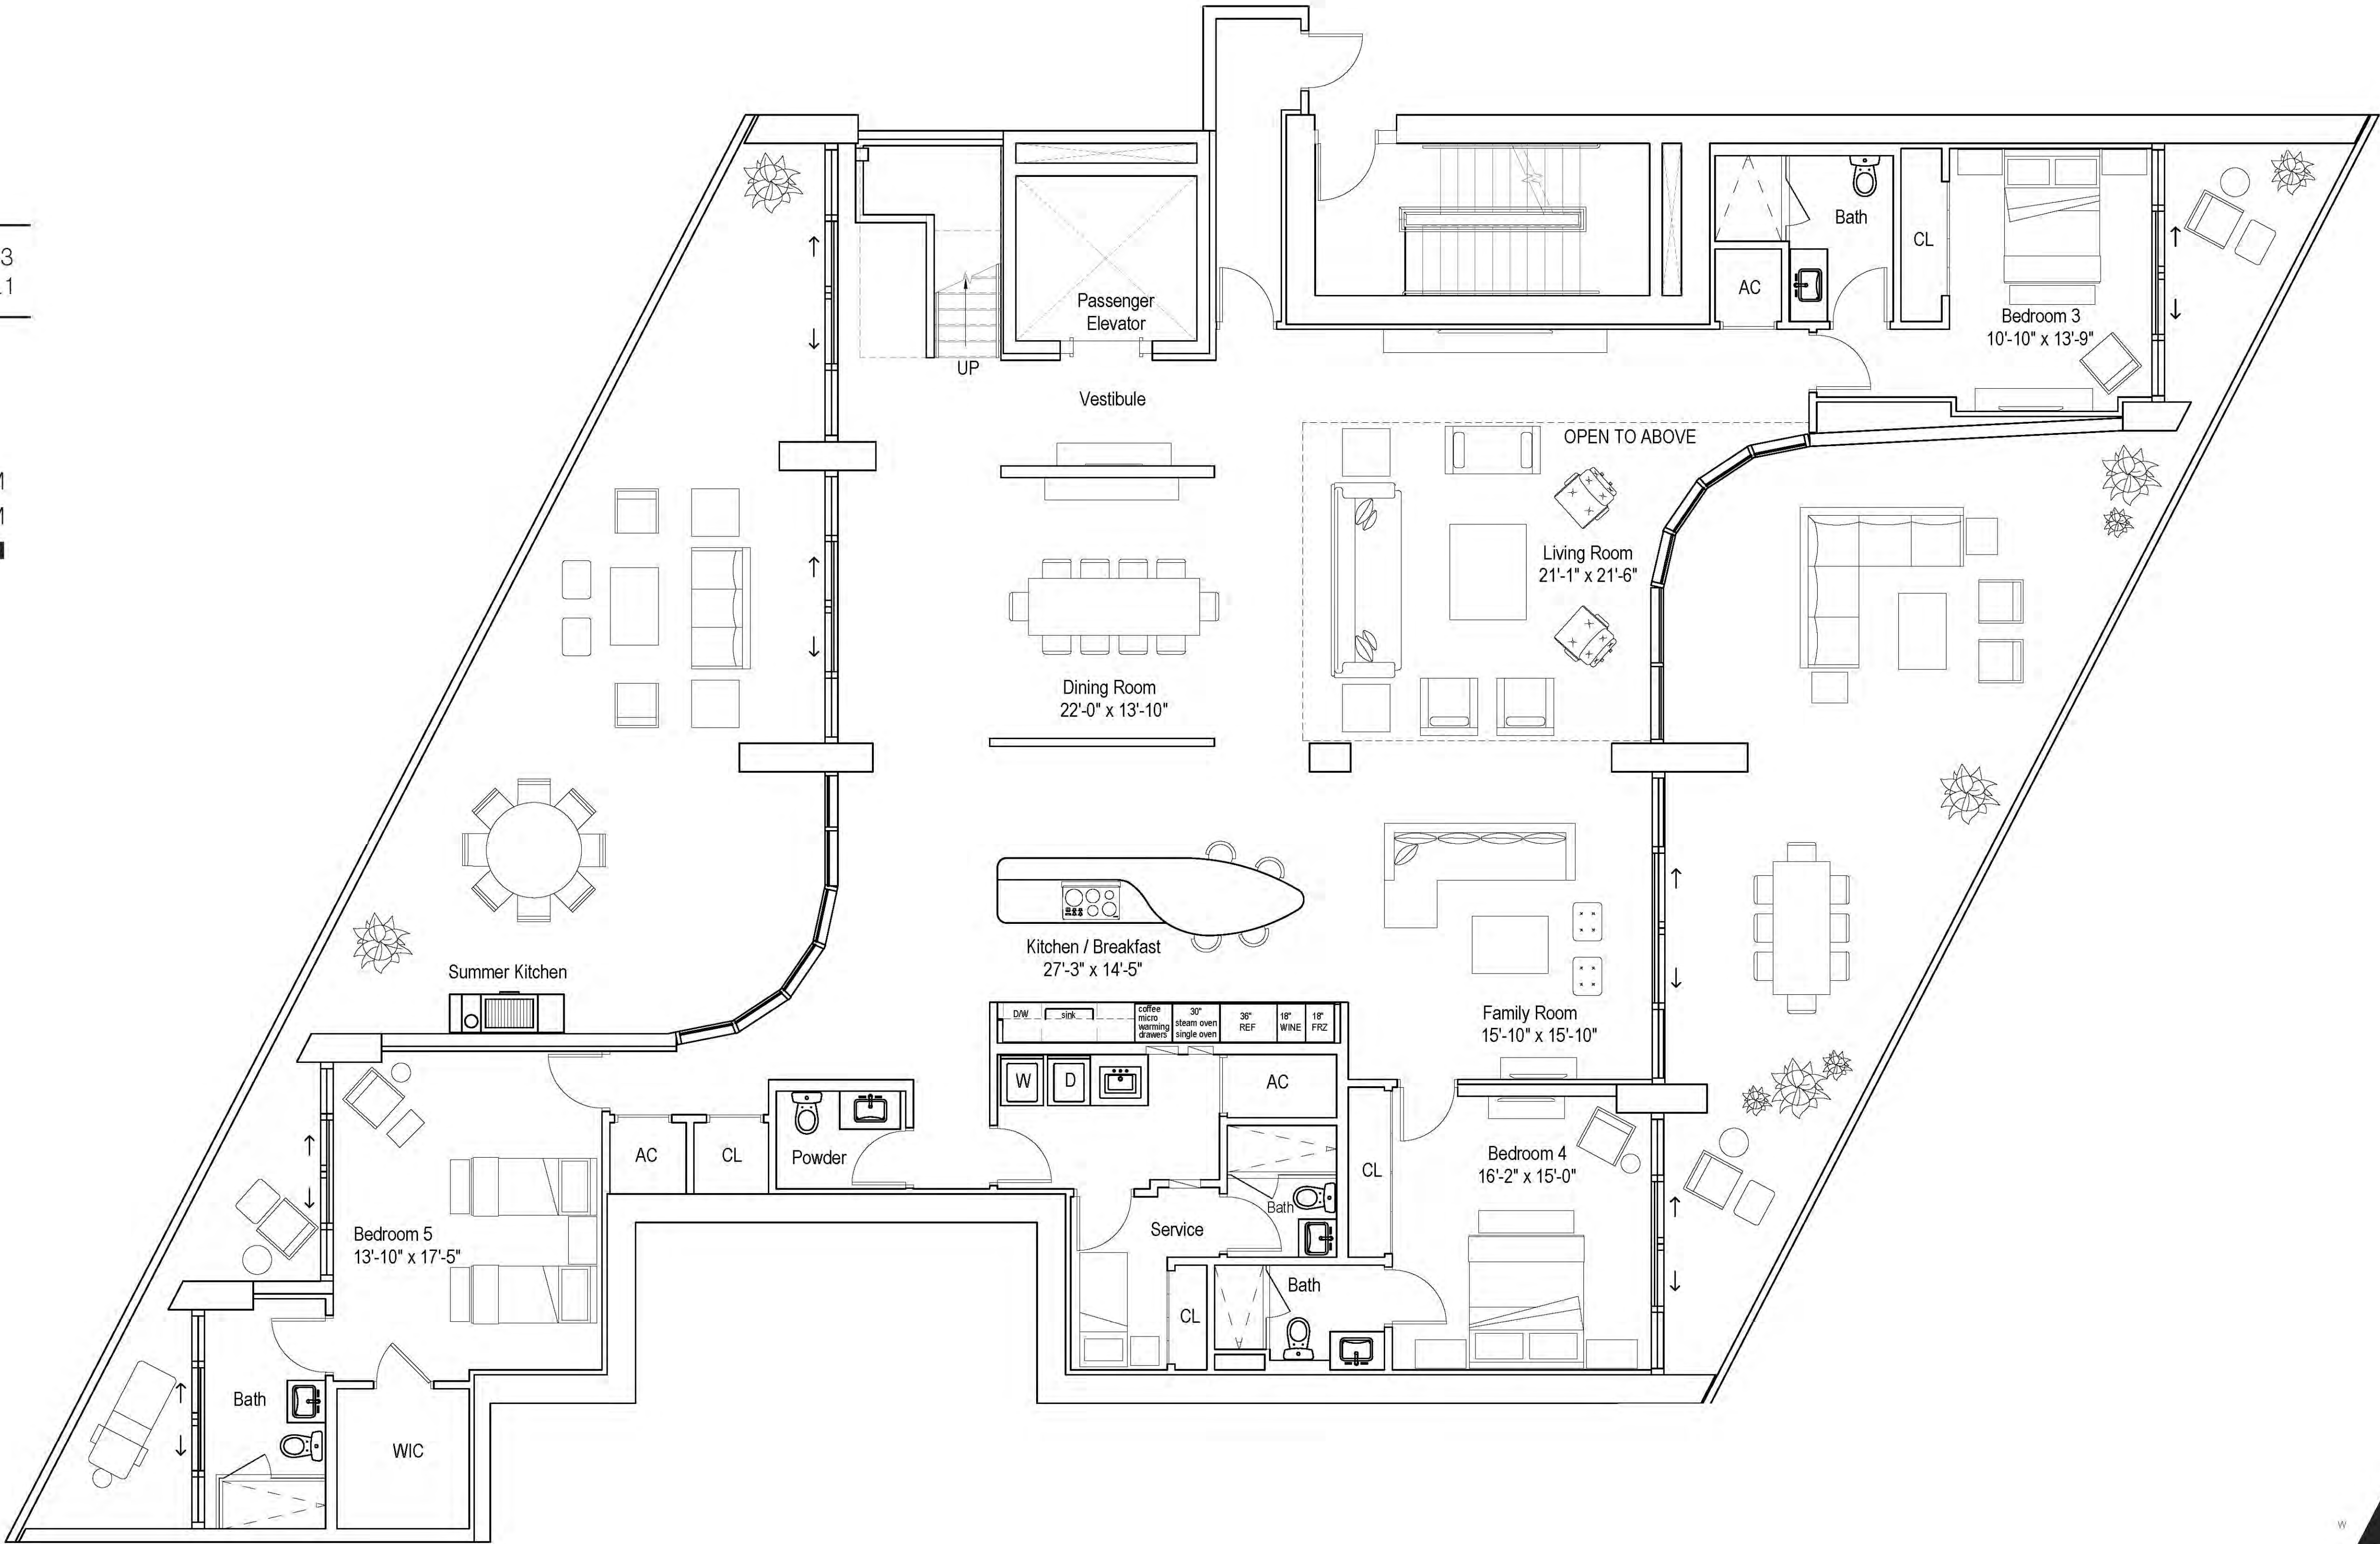 3
.1
M
M
Passenger
Elevator
UP
Vestibule
Bath
CL
AC
Bedroom 3
10'-10" x 13'-9"
OPEN TO ABOVE
Living Room
21'-1" x 21'-6"
Dining Room
22'-0" x 13'-10"
Kitchen / Breakfast
27'-3" x 14'-5"
Summer Kitchen
D/W
sink
coffee
micro
warming
drawers
30"
steam oven
single oven
36"
REF
18"
WINE
18"
FRZ
Family Room
15'-10" x 15'-10"
W
D
AC
AC
CL
Powder
CL
Bedroom 4
16'-2" x 15'-0"
Bath
Service
Bedroom 5
13'-10" x 17'-5"
Bath
CL
Bath
WIC
W